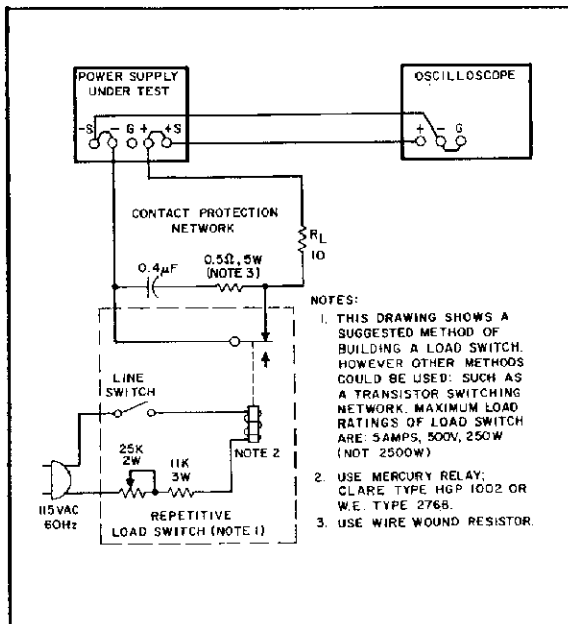 POWER SUPPLY
UNDER TEST
-S - G + +S
OSCILLOSCOPE
+ - G
CONTACT PROTECTION
NETWORK
0.4µF
0.5Ω, 5W
(NOTE 3)
RL
10
LINE
SWITCH
25K
2W
11K
3W
NOTE 2
115VAC
60Hz
REPETITIVE
LOAD SWITCH (NOTE 1)
NOTES:
1. THIS DRAWING SHOWS A
SUGGESTED METHOD OF
BUILDING A LOAD SWITCH.
HOWEVER OTHER METHODS
COULD BE USED: SUCH AS
A TRANSISTOR SWITCHING
NETWORK. MAXIMUM LOAD
RATINGS OF LOAD SWITCH
ARE: 5AMPS, 500V, 250W
(NOT 2500W)
2. USE MERCURY RELAY;
CLARE TYPE HGP 1002 OR
W.E. TYPE 276B.
3. USE WIRE WOUND RESISTOR.